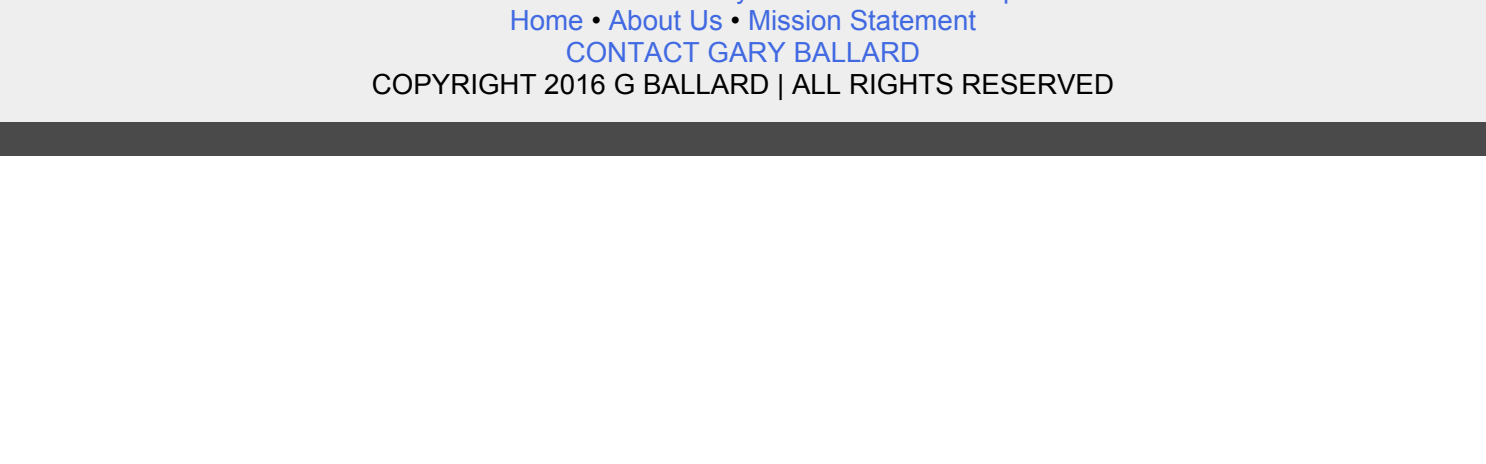 Home • About Us • Mission Statement
CONTACT GARY BALLARD
COPYRIGHT 2016 G BALLARD | ALL RIGHTS RESERVED